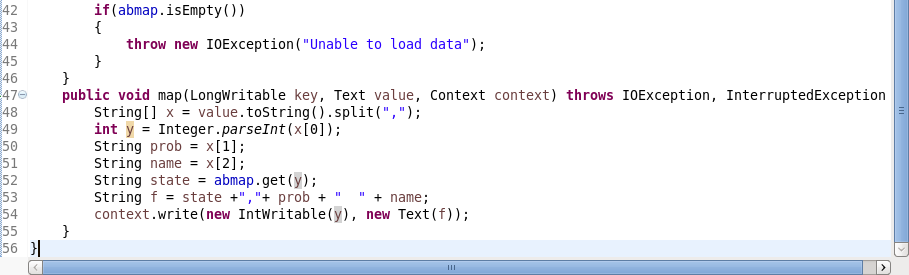 42 if(abmap.isEmpty())
43 {
44 throw new IOException("Unable to load data");
45 }
46 }
47 public void map(LongWritable key, Text value, Context context) throws IOException, InterruptedException
48 String[] x = value.toString().split(",");
49 int y = Integer.parseInt(x[0]);
50 String prob = x[1];
51 String name = x[2];
52 String state = abmap.get(y);
53 String f = state +","+ prob + "  " + name;
54 context.write(new IntWritable(y), new Text(f));
55 }
56 }